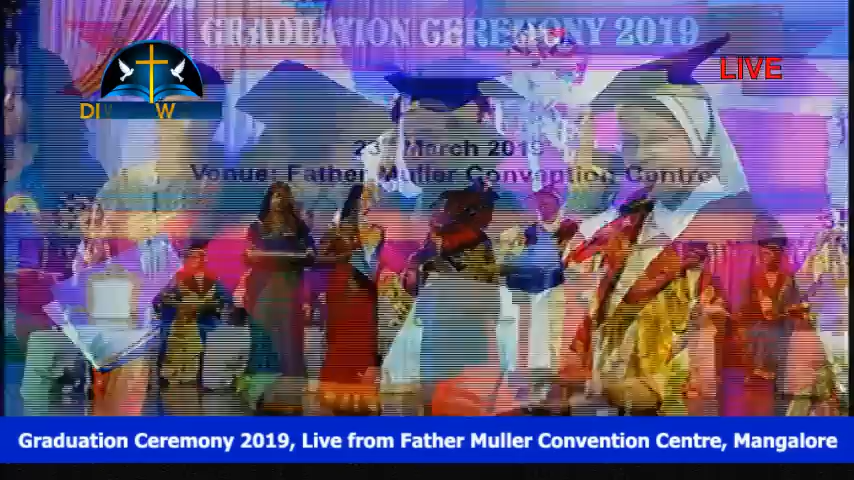 GRADUATION CEREMONY 2019
LIVE
23rd March 2019
Venue: Father Muller Convention Centre
Graduation Ceremony 2019, Live from Father Muller Convention Centre, Mangalore